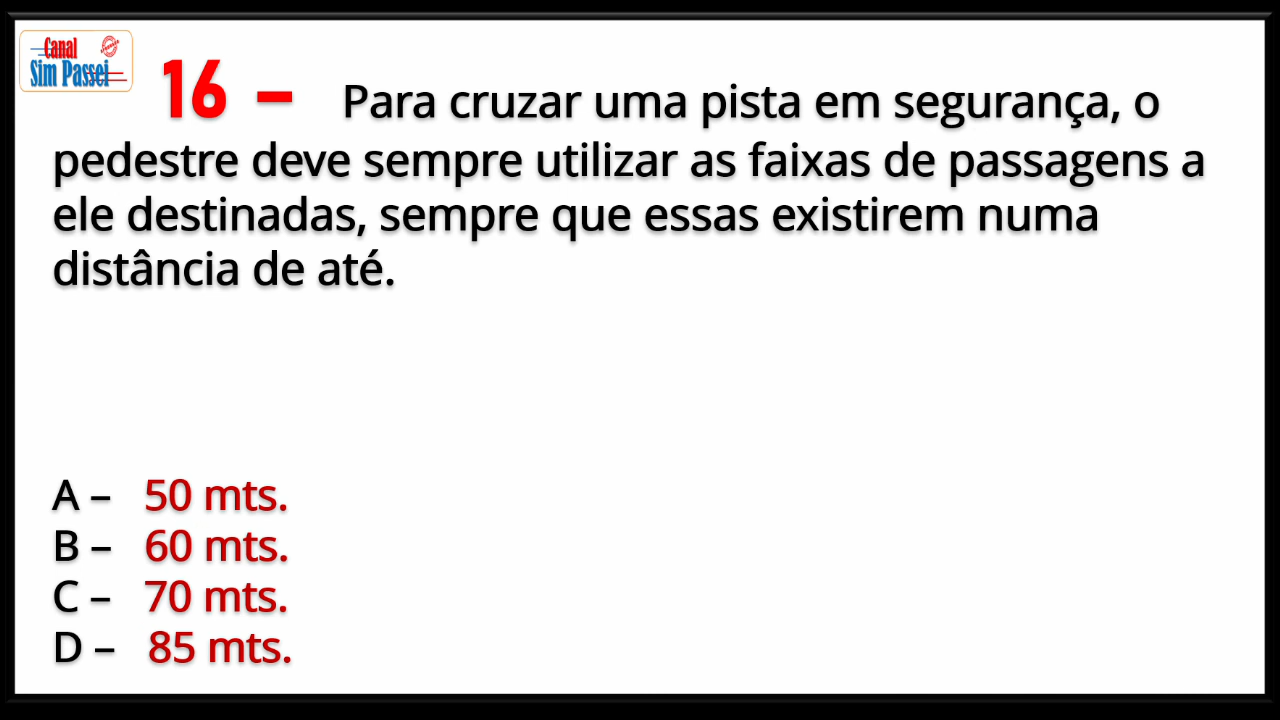 Canal
Sim Passei
16 – Para cruzar uma pista em segurança, o
pedestre deve sempre utilizar as faixas de passagens a
ele destinadas, sempre que essas existirem numa
distância de até.
A – 50 mts.
B – 60 mts.
C – 70 mts.
D – 85 mts.